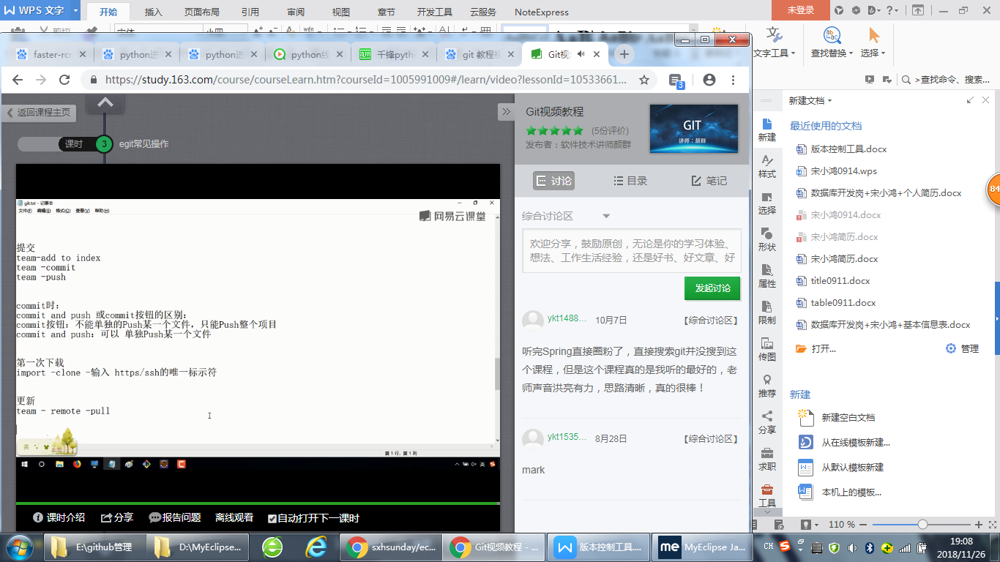 WPS 文字
开始
插入
页面布局
引用
审阅
视图
章节
开发工具
云服务
NoteExpress
未登录
文字工具
查找替换
选择
>查找命令、搜索...
faster-rcn
python进
python进
python线
千锋pyth
git 教程视
Git视
https://study.163.com/course/courseLearn.htm?courseId=1005991009#/learn/video?lessonId=10533661...
3
返回课程主页
课时
3
egit常见操作
git.txt - 记事本
文件(F) 编辑(E) 格式(O) 查看(V) 帮助(H)
网易云课堂
提交
team-add to index
team -commit
team -push
commit时：
commit and push 或commit按钮的区别：
commit按钮：不能单独的Push某一个文件，只能Push整个项目
commit and push：可以 单独Push某一个文件
第一次下载
import -clone -输入 https/ssh的唯一标示符
更新
team - remote -pull
英
第 1 行，第 1 列
英
课时介绍
分享
报告问题
离线观看
自动打开下一课时
Git视频教程
(5份评价)
发布者：软件技术讲师颜群
GIT
讲师：颜群
讨论
目录
笔记
综合讨论区
欢迎分享，鼓励原创，无论是你的学习体验、
想法、工作生活经验，还是好书、好文章、好
发起讨论
ykt1488...
10月7日
【综合讨论区】
听完Spring直接圈粉了，直接搜索git并没搜到这
个课程，但是这个课程真的是我听的最好的，老
师声音洪亮有力，思路清晰，真的很棒！
ykt1535...
8月28日
【综合讨论区】
mark
新建
样式
选择
形状
属性
限制
传图
推荐
分享
求职
工具
新建文档
最近使用的文档
版本控制工具.docx
宋小鸿0914.wps
数据库开发岗+宋小鸿+个人简历.docx
宋小鸿0914.docx
宋小鸿简历.docx
宋小鸿简历.docx
title0911.docx
table0911.docx
数据库开发岗+宋小鸿+基本信息表.docx
打开...
管理
新建
新建空白文档
从在线模板新建...
从默认模板新建
本机上的模板...
84
110 %
E:\github管理
D:\MyEclipse...
sxhsunday/ec...
Git视频教程 - ...
版本控制工具....
me
MyEclipse Ja...
CH
19:08
2018/11/26